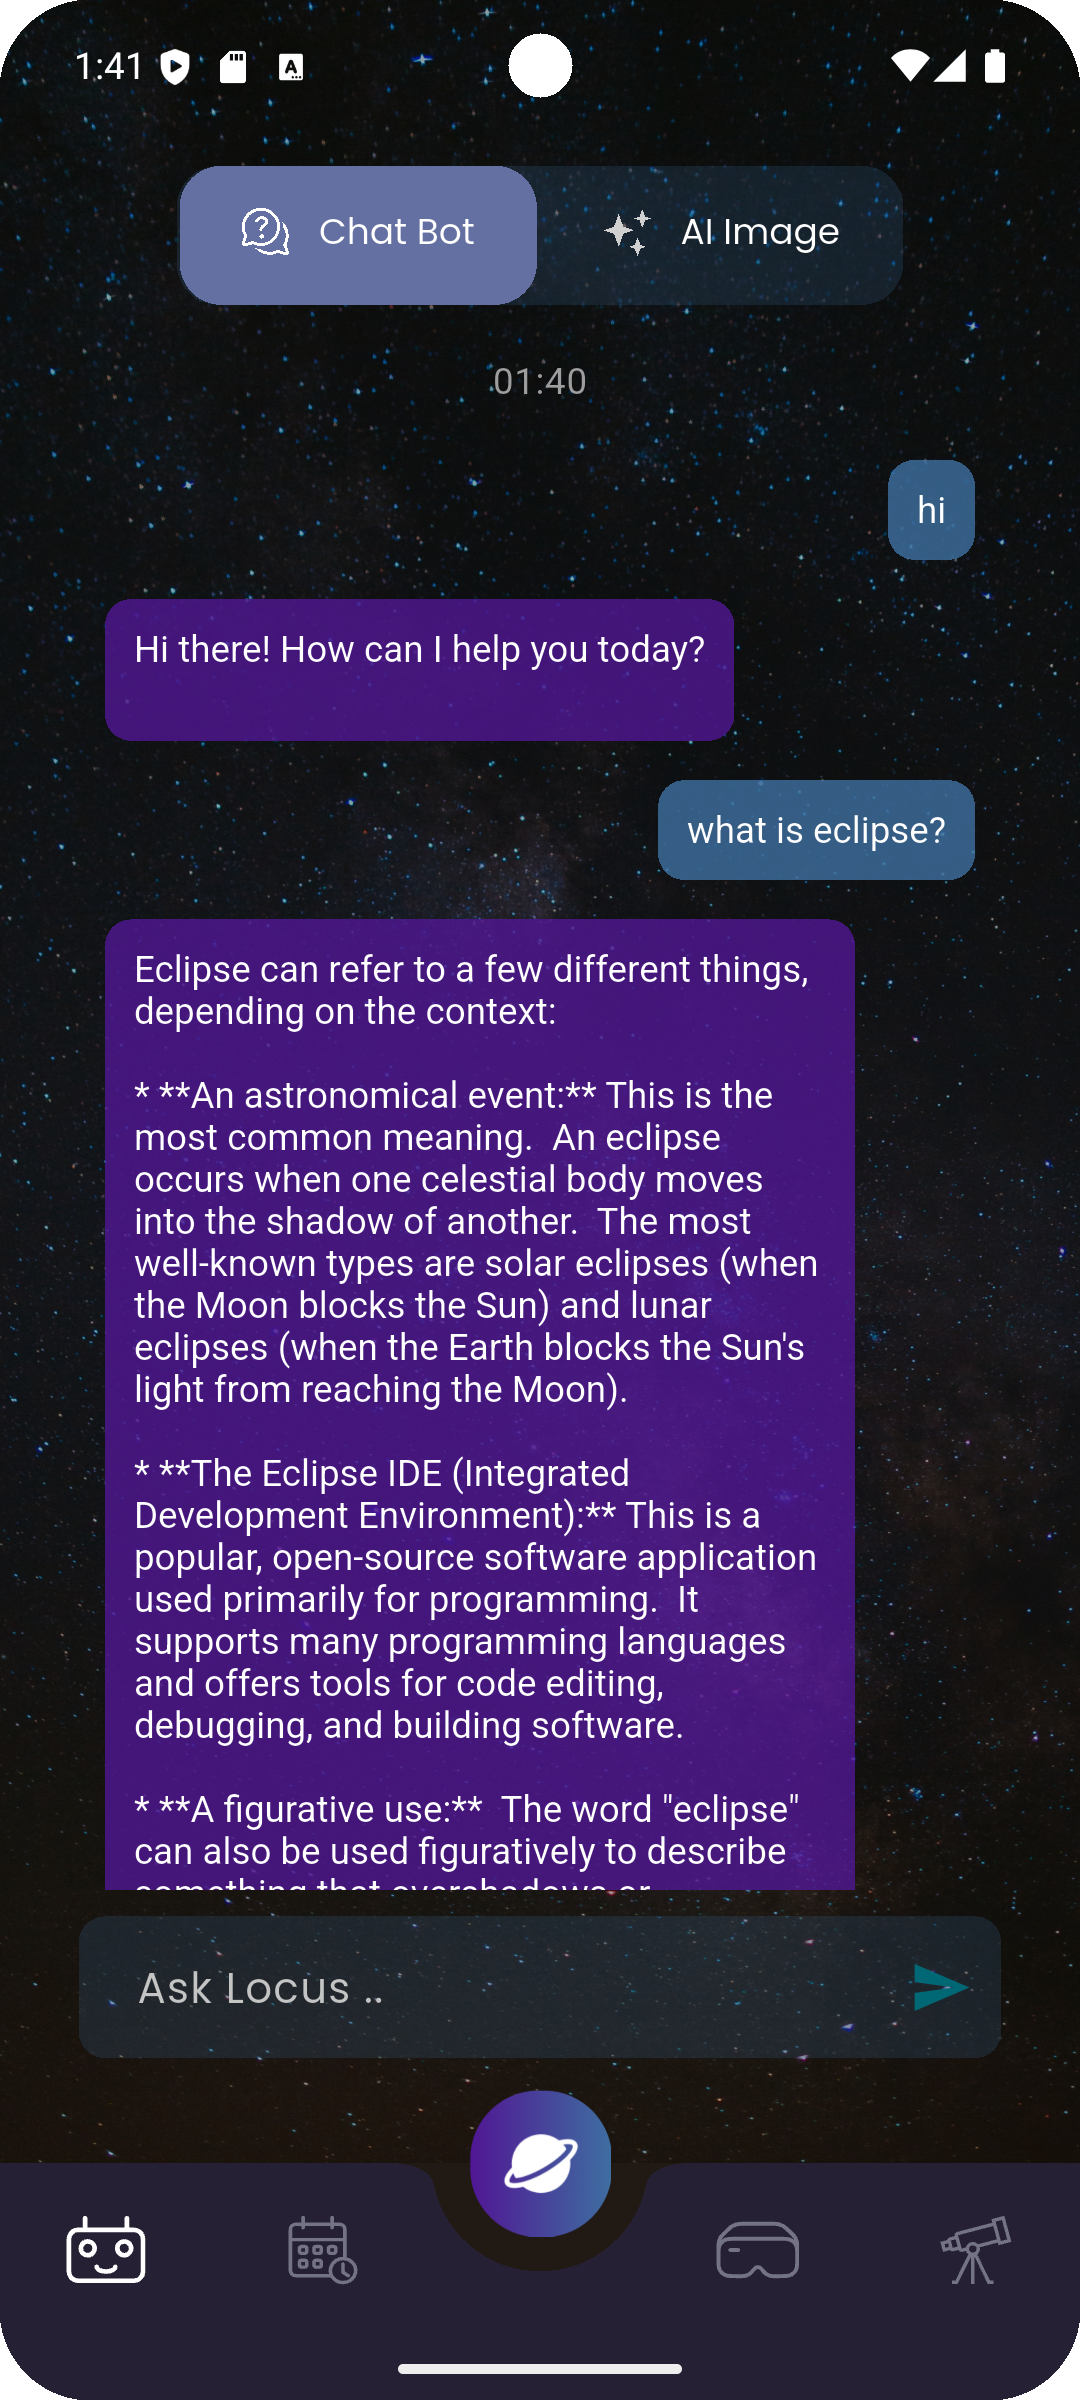 1:41
A
Chat Bot
AI Image
01:40
hi
Hi there! How can I help you today?
what is eclipse?
Eclipse can refer to a few different things,
depending on the context:
* **An astronomical event:** This is the
most common meaning.  An eclipse
occurs when one celestial body moves
into the shadow of another.  The most
well-known types are solar eclipses (when
the Moon blocks the Sun) and lunar
eclipses (when the Earth blocks the Sun's
light from reaching the Moon).
* **The Eclipse IDE (Integrated
Development Environment):** This is a
popular, open-source software application
used primarily for programming.  It
supports many programming languages
and offers tools for code editing,
debugging, and building software.
* **A figurative use:**  The word "eclipse"
can also be used figuratively to describe
something that overshadows or
Ask Locus ..